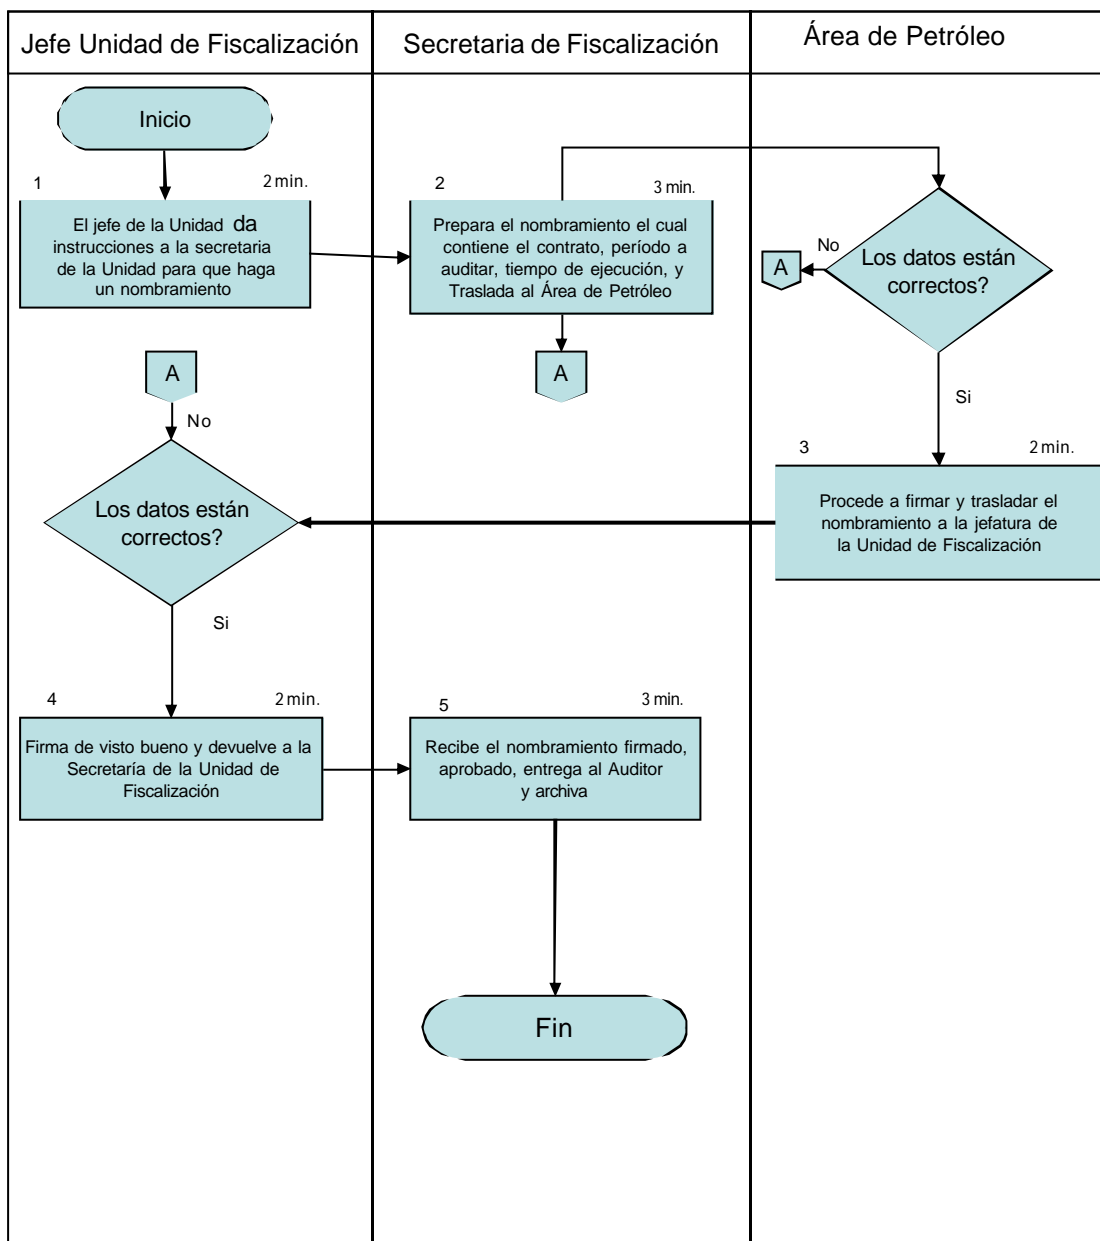 Jefe Unidad de Fiscalización
Secretaria de Fiscalización
Área de Petróleo
Inicio
1
2 min.
El jefe de la Unidad da
instrucciones a la secretaria
de la Unidad para que haga
un nombramiento
2
3 min.
Prepara el nombramiento el cual
contiene el contrato, período a
auditar, tiempo de ejecución, y
Traslada al Área de Petróleo
No
A
Los datos están
correctos?
A
A
No
Si
3
2 min.
Procede a firmar y trasladar el
nombramiento a la jefatura de
la Unidad de Fiscalización
Los datos están
correctos?
Si
4
2 min.
Firma de visto bueno y devuelve a la
Secretaría de la Unidad de
Fiscalización
5
3 min.
Recibe el nombramiento firmado,
aprobado, entrega al Auditor
y archiva
Fin